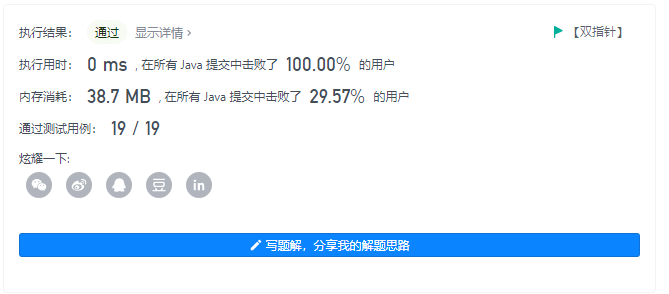 执行结果： 通过 显示详情 › 【双指针】
执行用时： 0 ms , 在所有 Java 提交中击败了 100.00% 的用户
内存消耗： 38.7 MB , 在所有 Java 提交中击败了 29.57% 的用户
通过测试用例： 19 / 19
炫耀一下:
豆 in
写题解，分享我的解题思路